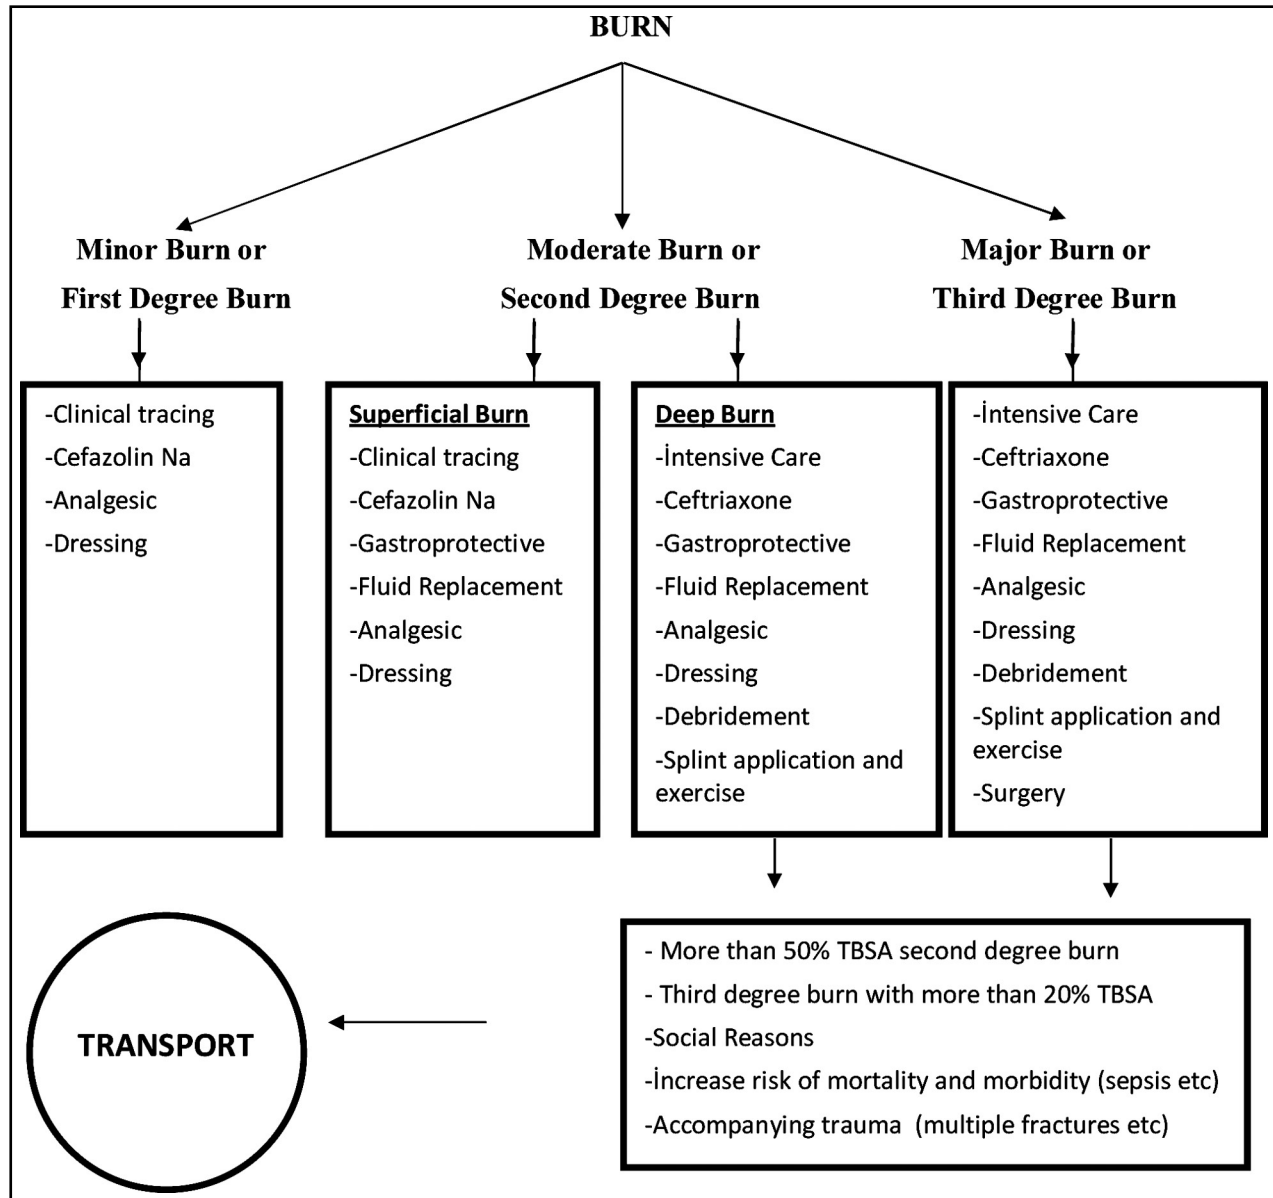 BURN
Minor Burn or
First Degree Burn
Moderate Burn or
Second Degree Burn
Major Burn or
Third Degree Burn
-Clinical tracing
-Cefazolin Na
-Analgesic
-Dressing
Superficial Burn
-Clinical tracing
-Cefazolin Na
-Gastroprotective
-Fluid Replacement
-Analgesic
-Dressing
Deep Burn
-İntensive Care
-Ceftriaxone
-Gastroprotective
-Fluid Replacement
-Analgesic
-Dressing
-Debridement
-Splint application and
exercise
-İntensive Care
-Ceftriaxone
-Gastroprotective
-Fluid Replacement
-Analgesic
-Dressing
-Debridement
-Splint application and
exercise
-Surgery
- More than 50% TBSA second degree burn
- Third degree burn with more than 20% TBSA
-Social Reasons
-İncrease risk of mortality and morbidity (sepsis etc)
-Accompanying trauma  (multiple fractures etc)
TRANSPORT